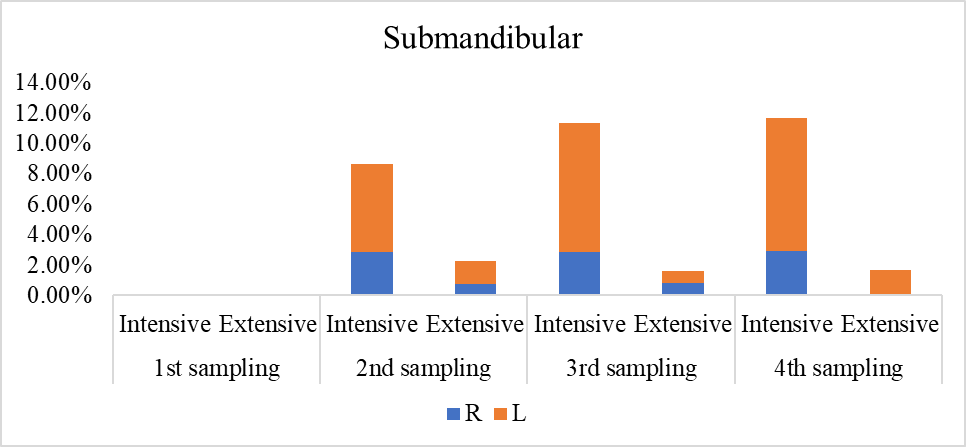 Submandibular
14.00%
12.00%
10.00%
8.00%
6.00%
4.00%
2.00%
0.00%
Intensive Extensive Intensive Extensive Intensive Extensive Intensive Extensive
1st sampling 2nd sampling 3rd sampling 4th sampling
R L